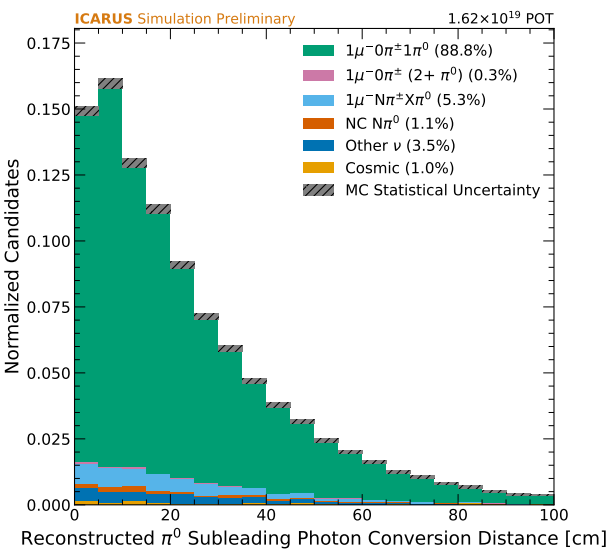 ICARUS Simulation Preliminary
1.62×10¹⁹ POT
1μ⁻0π±1π⁰ (88.8%)
1μ⁻0π± (2+ π⁰) (0.3%)
1μ⁻Nπ±Xπ⁰ (5.3%)
NC Nπ⁰ (1.1%)
Other ν (3.5%)
Cosmic (1.0%)
MC Statistical Uncertainty
Normalized Candidates
0.175
0.150
0.125
0.100
0.075
0.050
0.025
0.000
0 20 40 60 80 100
Reconstructed π⁰ Subleading Photon Conversion Distance [cm]